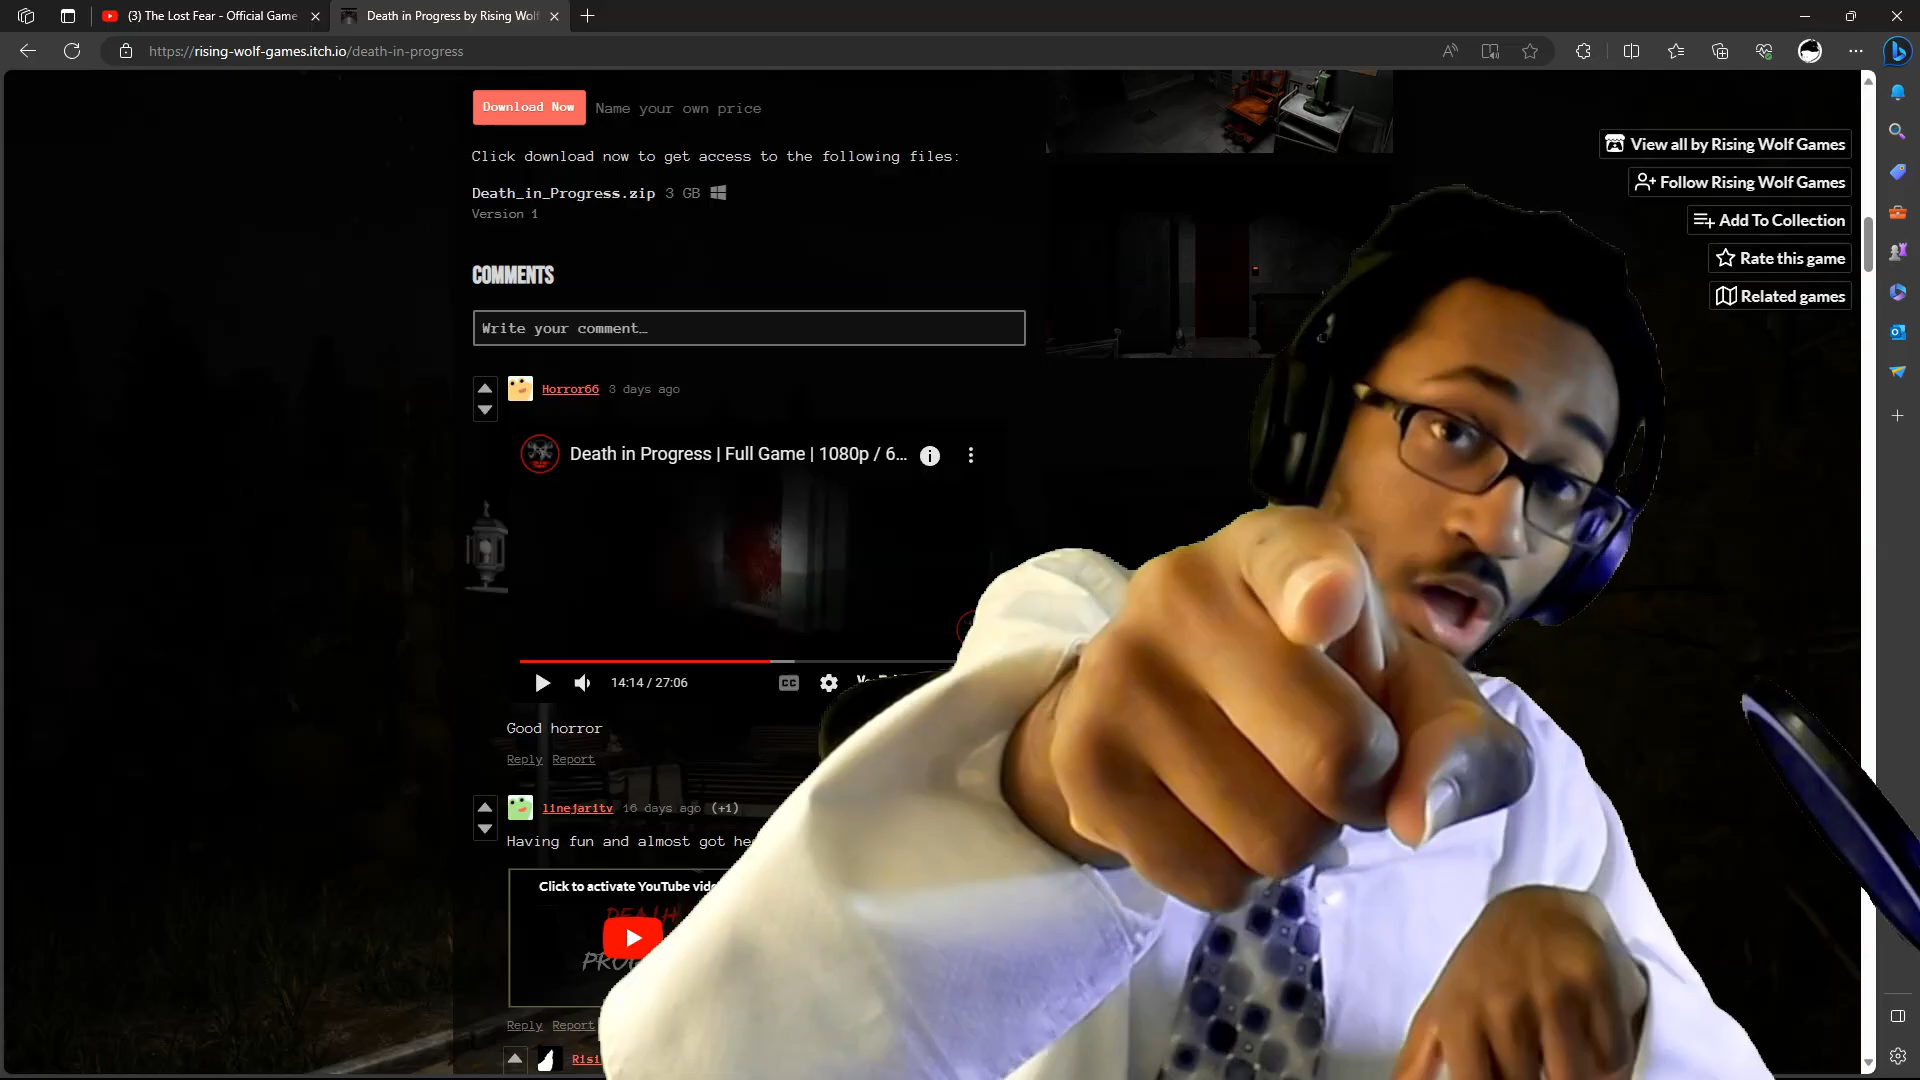 (3) The Lost Fear - Official Game
Death in Progress by Rising Wolf
https://rising-wolf-games.itch.io/death-in-progress
Download Now Name your own price
Click download now to get access to the following files:
Death_in_Progress.zip 3 GB
Version 1
View all by Rising Wolf Games
Follow Rising Wolf Games
Add To Collection
Rate this game
Related games
COMMENTS
Write your comment…
Horror66 3 days ago
Death in Progress | Full Game | 1080p / 6...
14:14 / 27:06
CC
Good horror
Reply Report
linejaritv 16 days ago (+1)
Having fun and almost got
Click to activate YouTube
DEATH
Reply Report